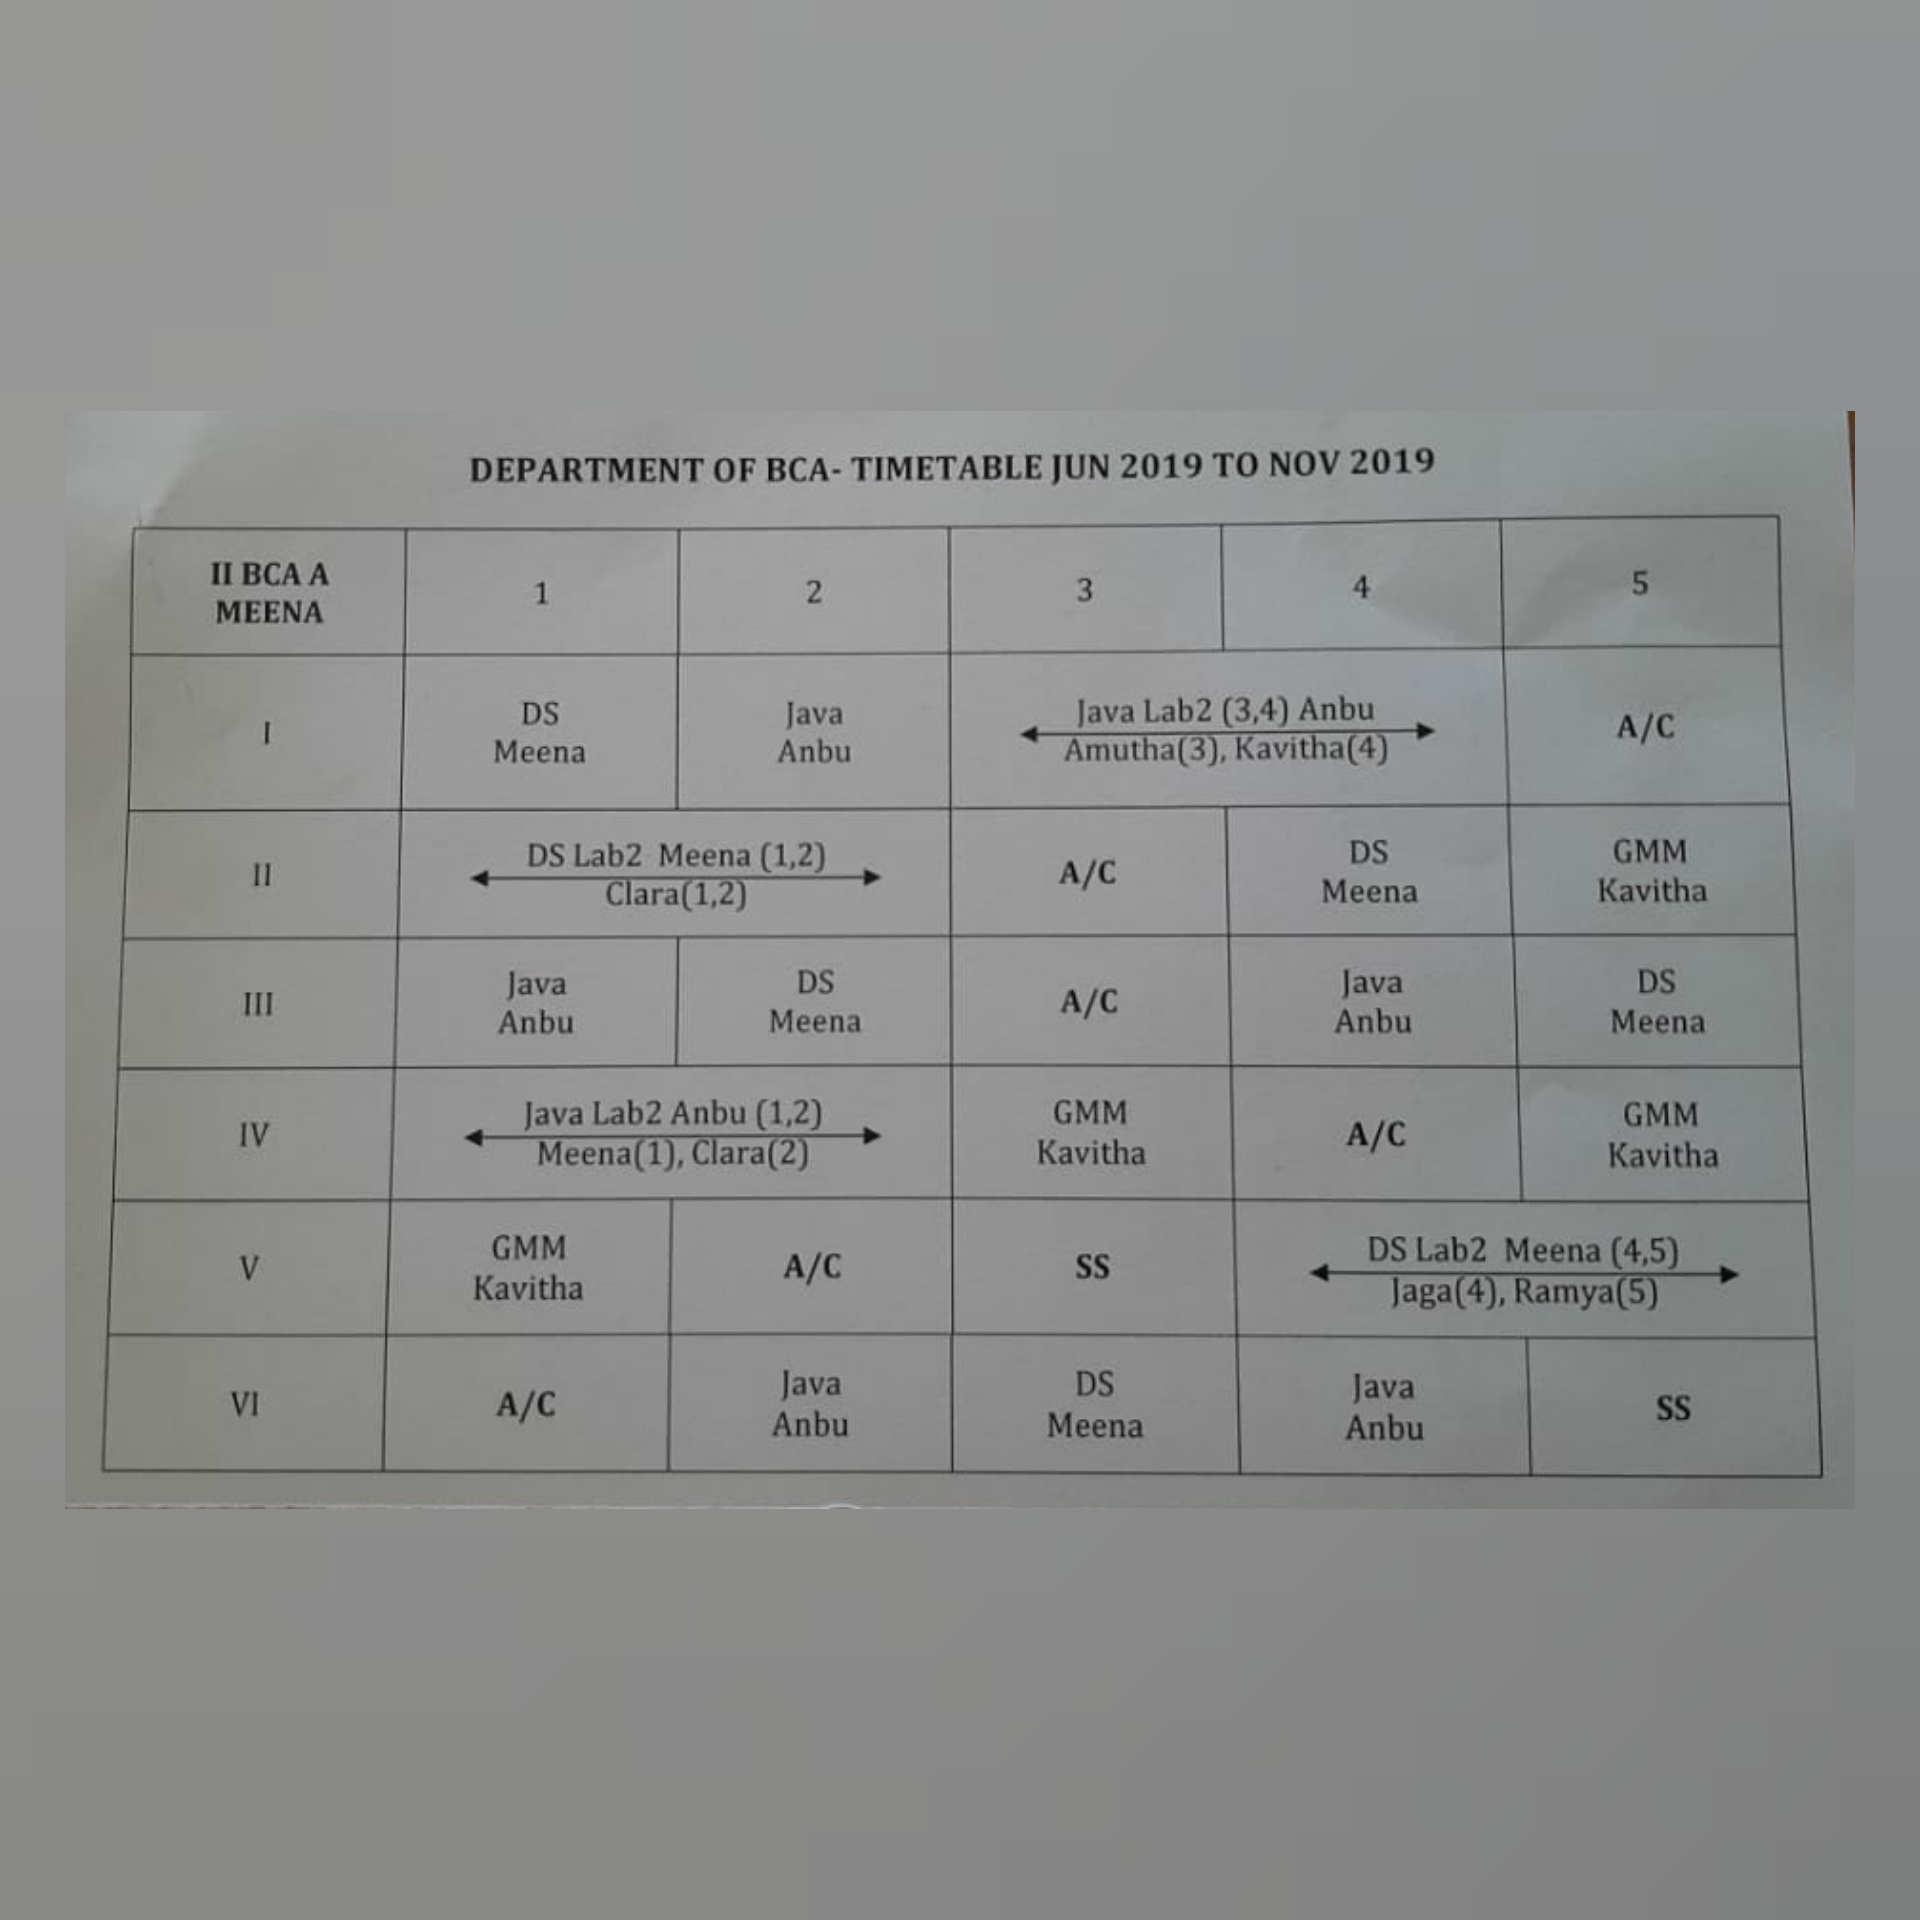 DEPARTMENT OF BCA- TIMETABLE JUN 2019 TO NOV 2019
II BCA A
MEENA
1
2
3
4
5
I
DS
Meena
Java
Anbu
Java Lab2 (3,4) Anbu
Amutha(3), Kavitha(4)
A/C
II
DS Lab2 Meena (1,2)
Clara(1,2)
A/C
DS
Meena
GMM
Kavitha
III
Java
Anbu
DS
Meena
A/C
Java
Anbu
DS
Meena
IV
Java Lab2 Anbu (1,2)
Meena(1), Clara(2)
GMM
Kavitha
A/C
GMM
Kavitha
V
GMM
Kavitha
A/C
SS
DS Lab2 Meena (4,5)
Jaga(4), Ramya(5)
VI
A/C
Java
Anbu
DS
Meena
Java
Anbu
SS